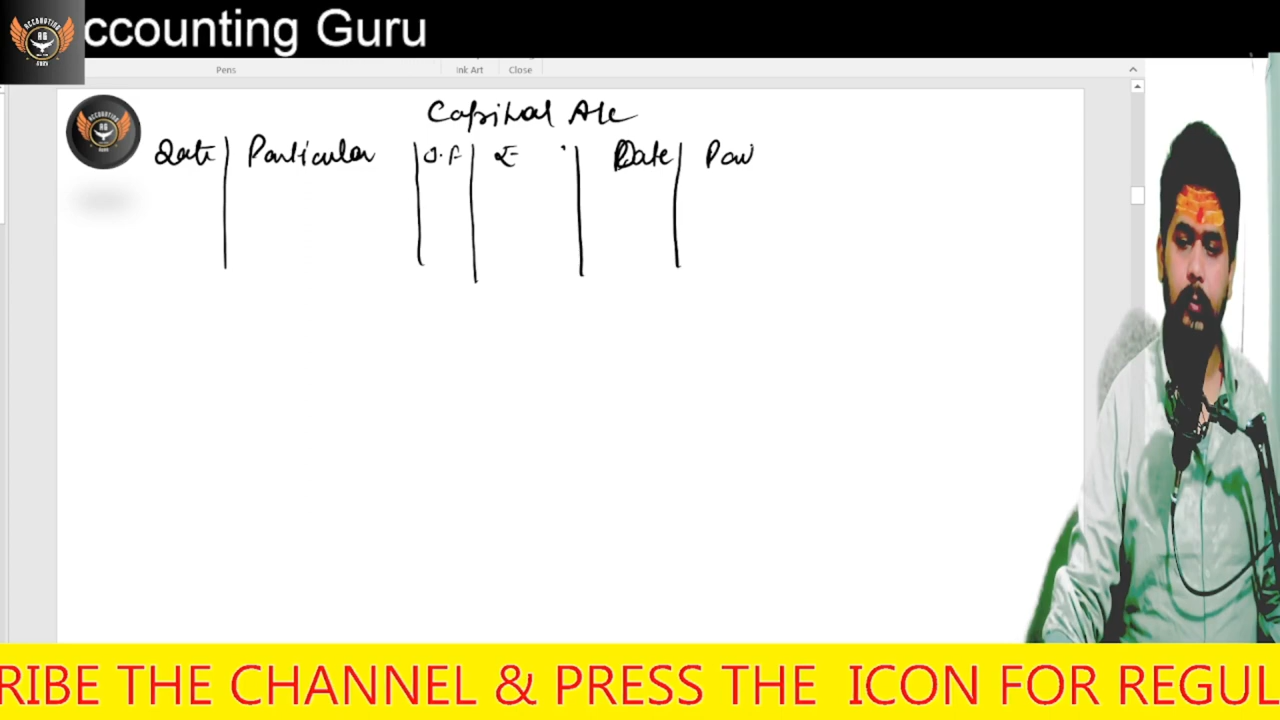 ccounting Guru
Pens
Ink Art
Close
Capital A/c
Date Particular J.F ₹ Date Par
RIBE THE CHANNEL & PRESS THE ICON FOR REGUL